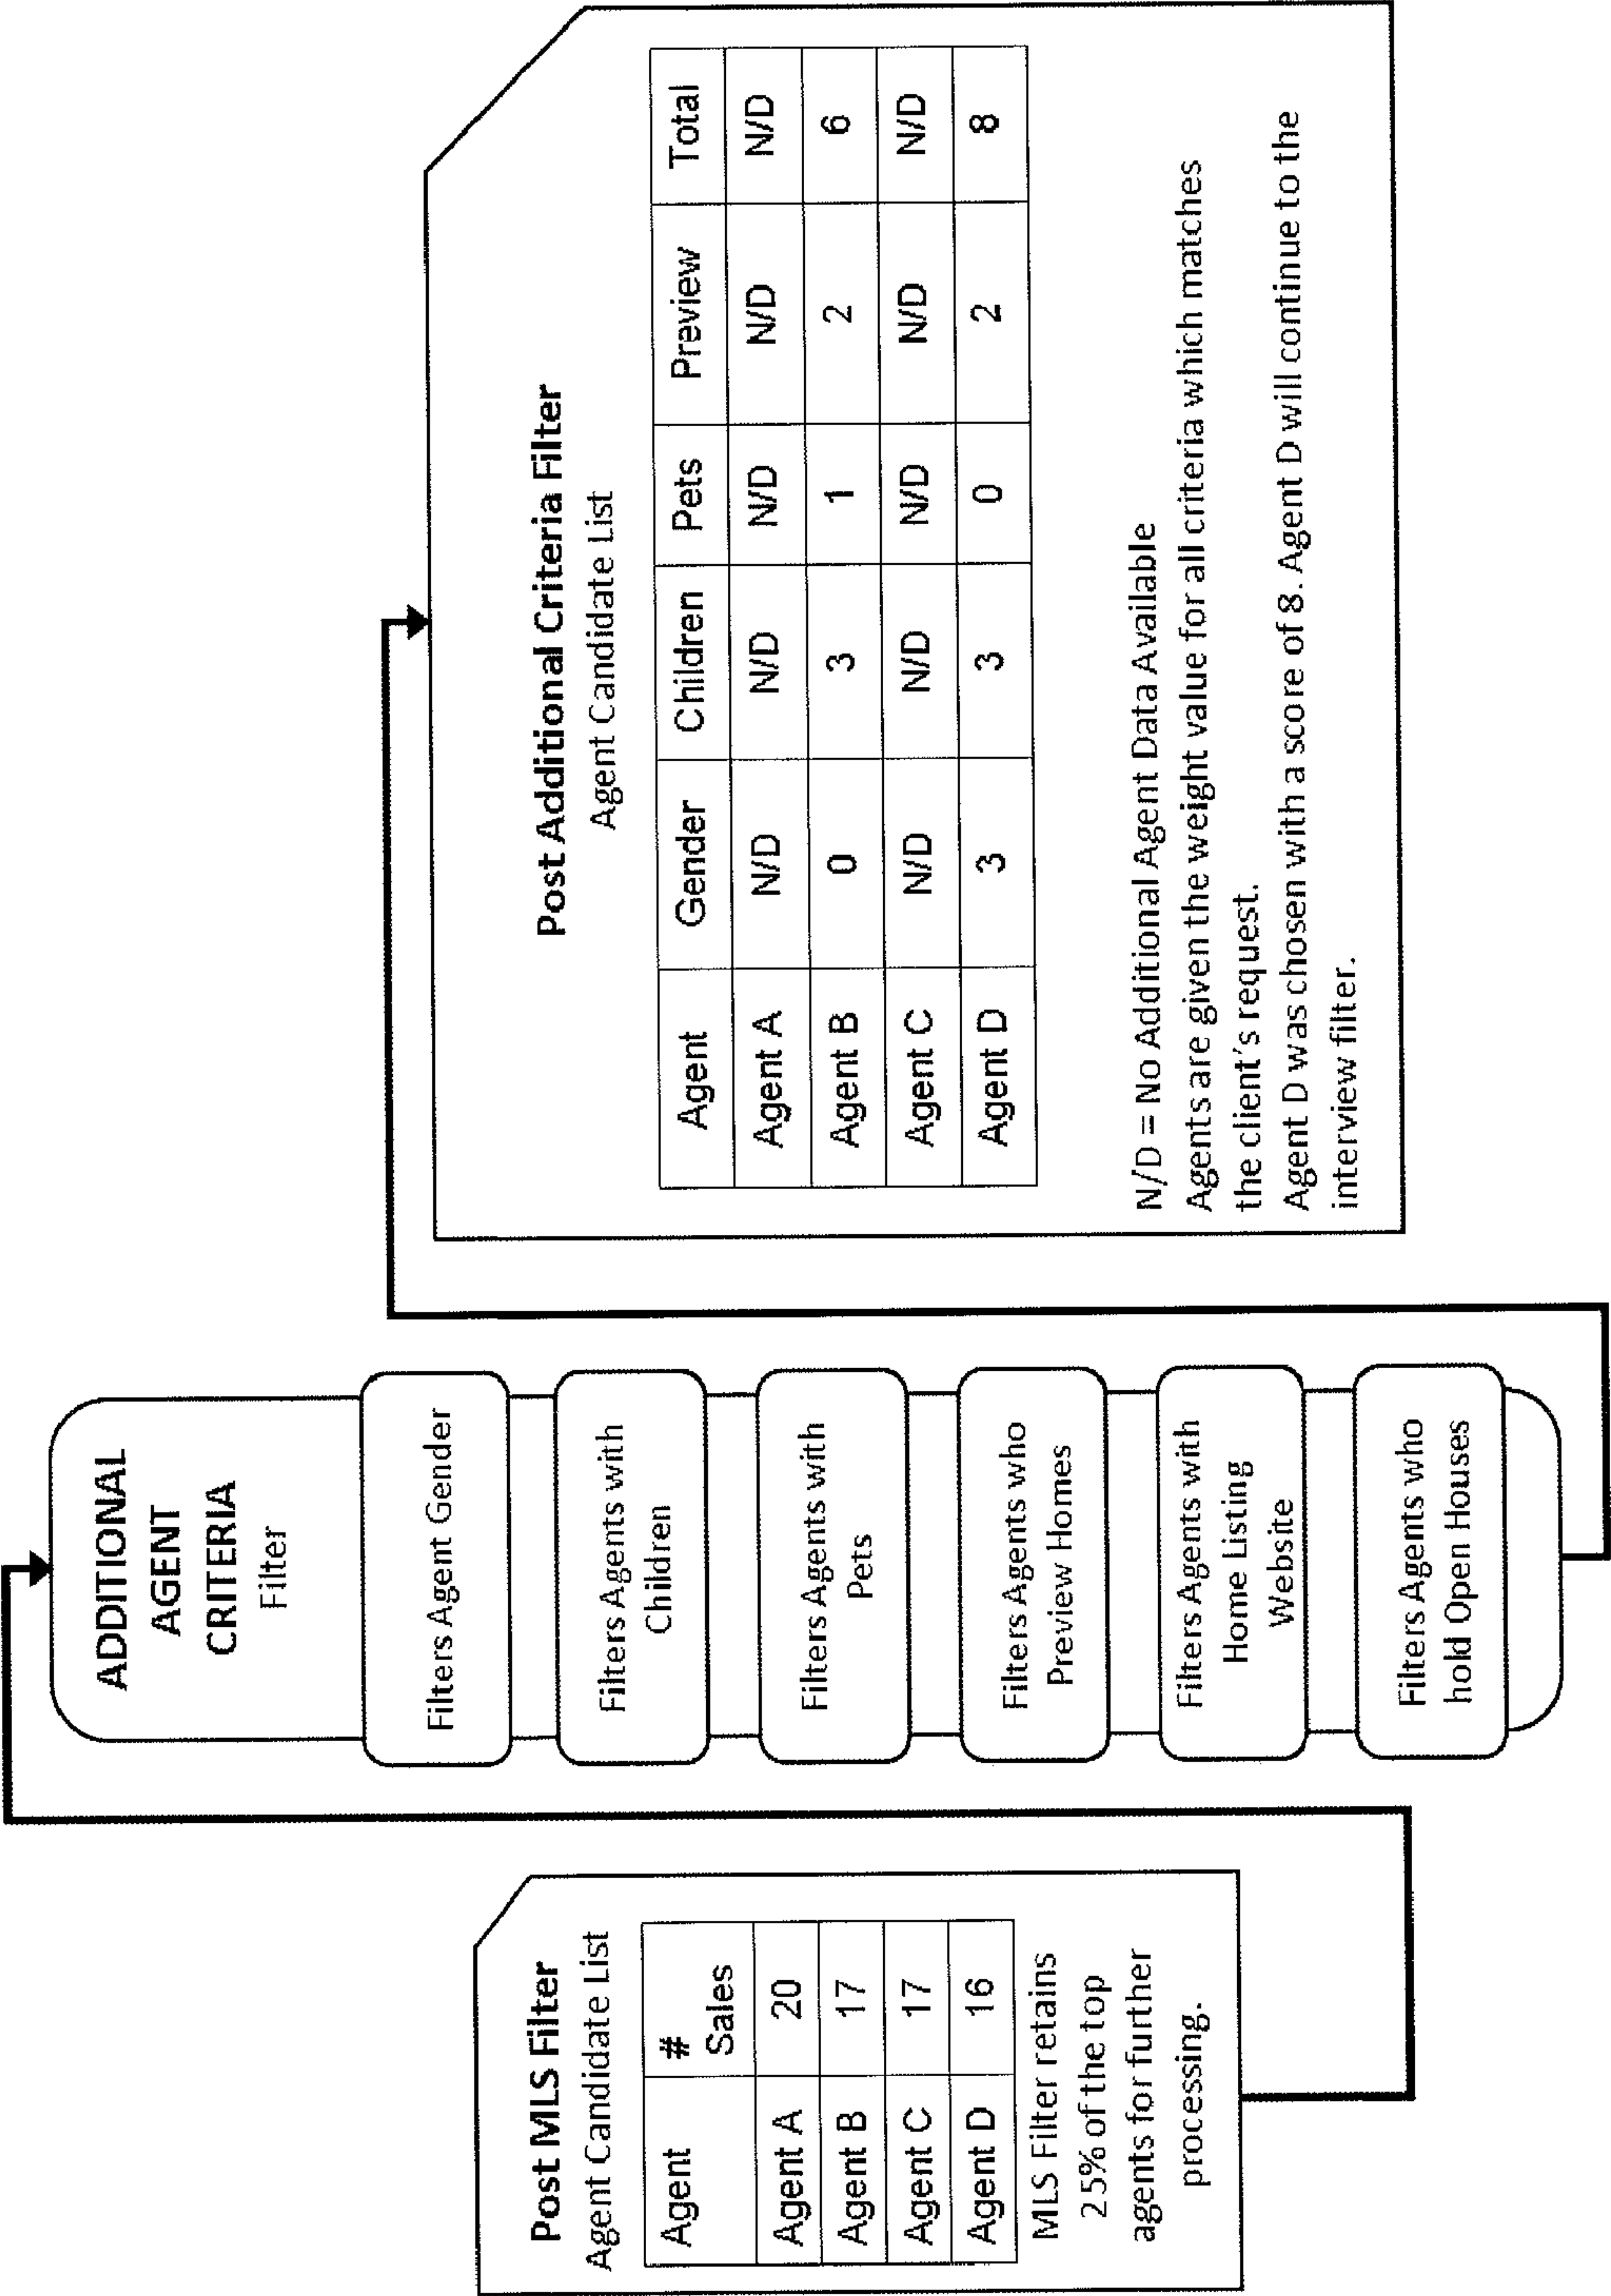 Post MLS Filter
Agent Candidate List
Agent # Sales
Agent A 20
Agent B 17
Agent C 17
Agent D 16
MLS Filter retains
25% of the top
agents for further
processing.
ADDITIONAL
AGENT
CRITERIA
Filter
Filters Agent Gender
Filters Agents with
Children
Filters Agents with
Pets
Filters Agents who
Preview Homes
Filters Agents with
Home Listing
Website
Filters Agents who
hold Open Houses
Post Additional Criteria Filter
Agent Candidate List
Agent Gender Children Pets Preview Total
Agent A N/D N/D N/D N/D N/D
Agent B 0 3 1 2 6
Agent C N/D N/D N/D N/D N/D
Agent D 3 3 0 2 8
N/D = No Additional Agent Data Available
Agents are given the weight value for all criteria which matches
the client's request.
Agent D was chosen with a score of 8. Agent D will continue to the
interview filter.